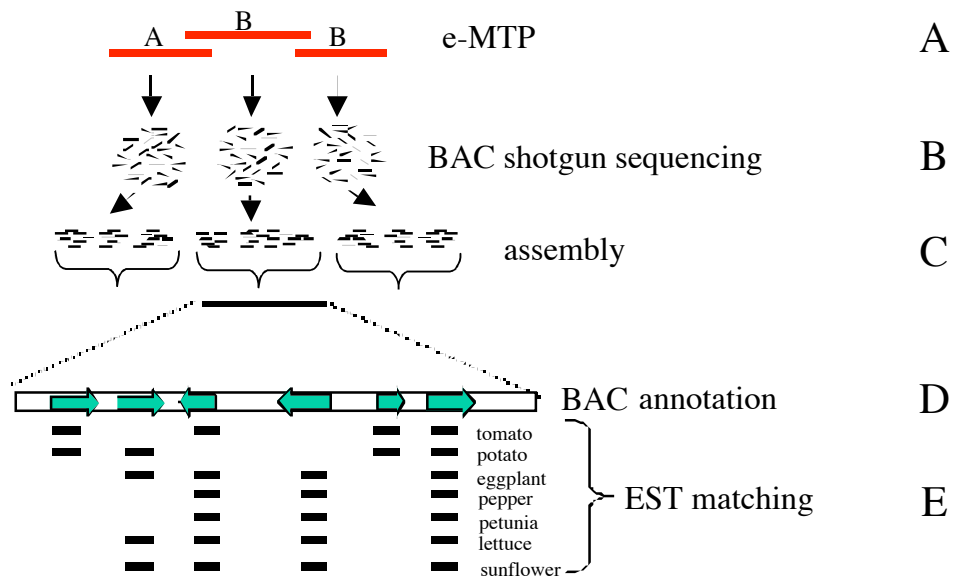 B
A B e-MTP A
BAC shotgun sequencing B
assembly C
BAC annotation D
tomato
potato
eggplant
pepper
EST matching E
petunia
lettuce
sunflower